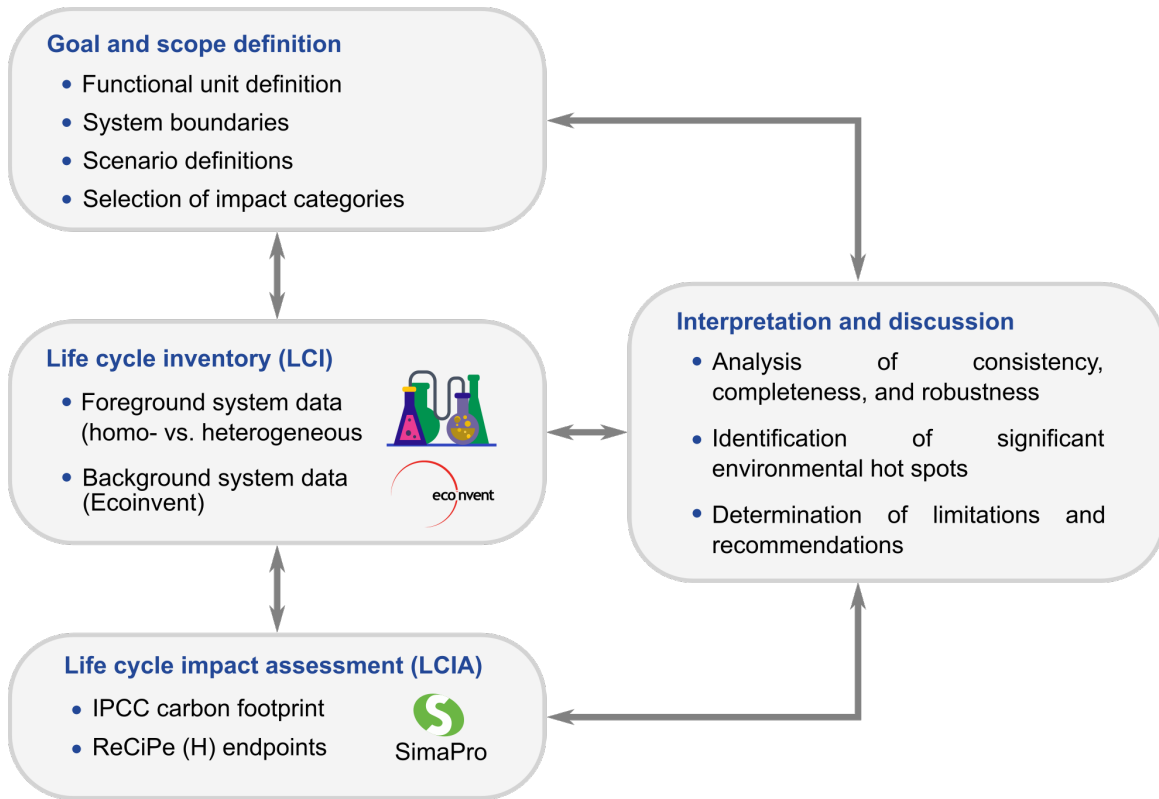 Goal and scope definition
• Functional unit definition
• System boundaries
• Scenario definitions
• Selection of impact categories
Life cycle inventory (LCI)
• Foreground system data
(homo- vs. heterogeneous
• Background system data
(Ecoinvent)
ecoinvent
Life cycle impact assessment (LCIA)
• IPCC carbon footprint
• ReCiPe (H) endpoints
S
SimaPro
Interpretation and discussion
• Analysis of consistency,
completeness, and robustness
• Identification of significant
environmental hot spots
• Determination of limitations and
recommendations